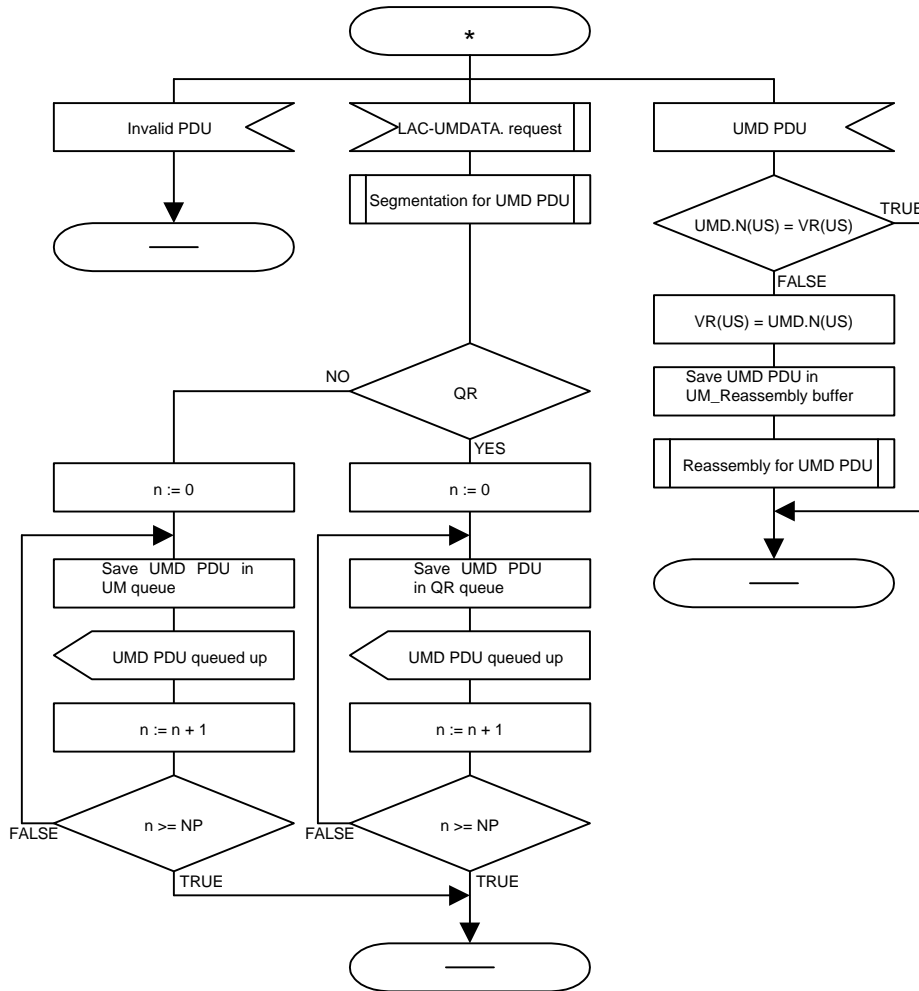 *
Invalid PDU
LAC-UMDATA. request
UMD PDU
Segmentation for UMD PDU
UMD.N(US) = VR(US)
TRUE
FALSE
VR(US) = UMD.N(US)
Save UMD PDU in
UM_Reassembly buffer
Reassembly for UMD PDU
QR
NO
YES
n := 0
n := 0
Save UMD PDU in
UM queue
Save UMD PDU
in QR queue
UMD PDU queued up
UMD PDU queued up
n := n + 1
n := n + 1
n >= NP
n >= NP
FALSE
FALSE
TRUE
TRUE